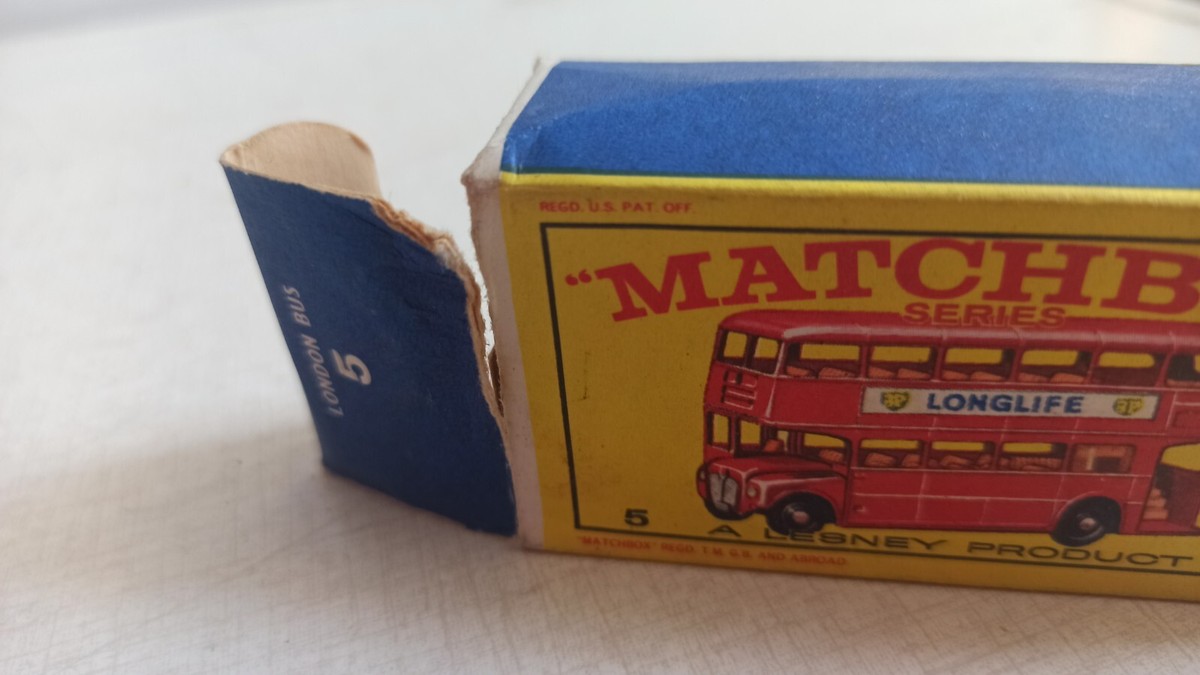 LONDON BUS
5
REGD. U.S. PAT. OFF.
"MATCHB
SERIES
BP LONGLIFE BP
5
A LESNEY PRODUCT
"MATCHBOX" REGD. T.M. G.B. AND ABROAD